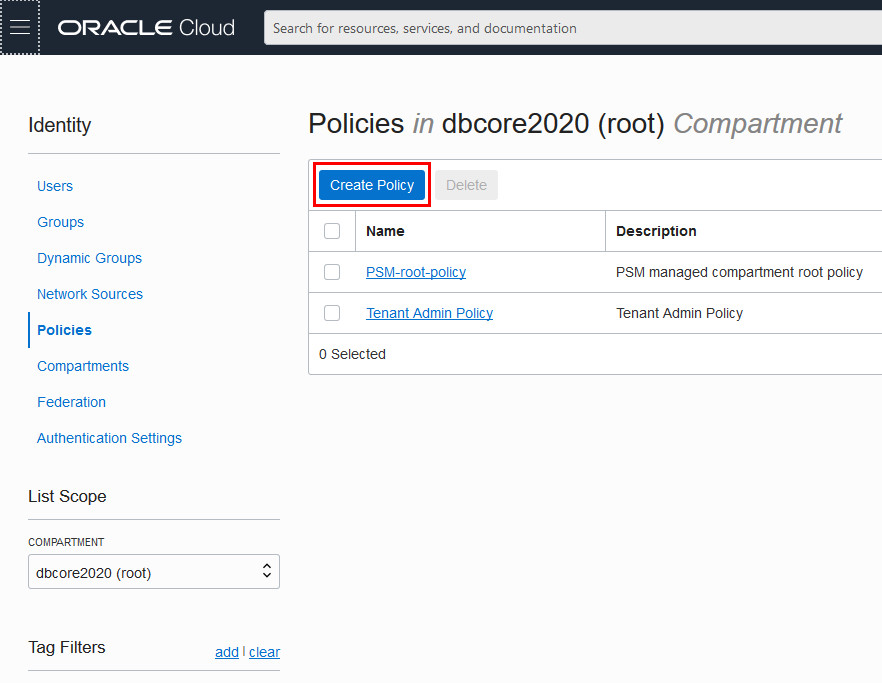 ORACLE Cloud
Search for resources, services, and documentation
Identity
Users
Groups
Dynamic Groups
Network Sources
Policies
Compartments
Federation
Authentication Settings
List Scope
COMPARTMENT
dbcore2020 (root)
Tag Filters
add | clear
Policies in dbcore2020 (root) Compartment
Create Policy Delete
Name Description
PSM-root-policy PSM managed compartment root policy
Tenant Admin Policy Tenant Admin Policy
0 Selected